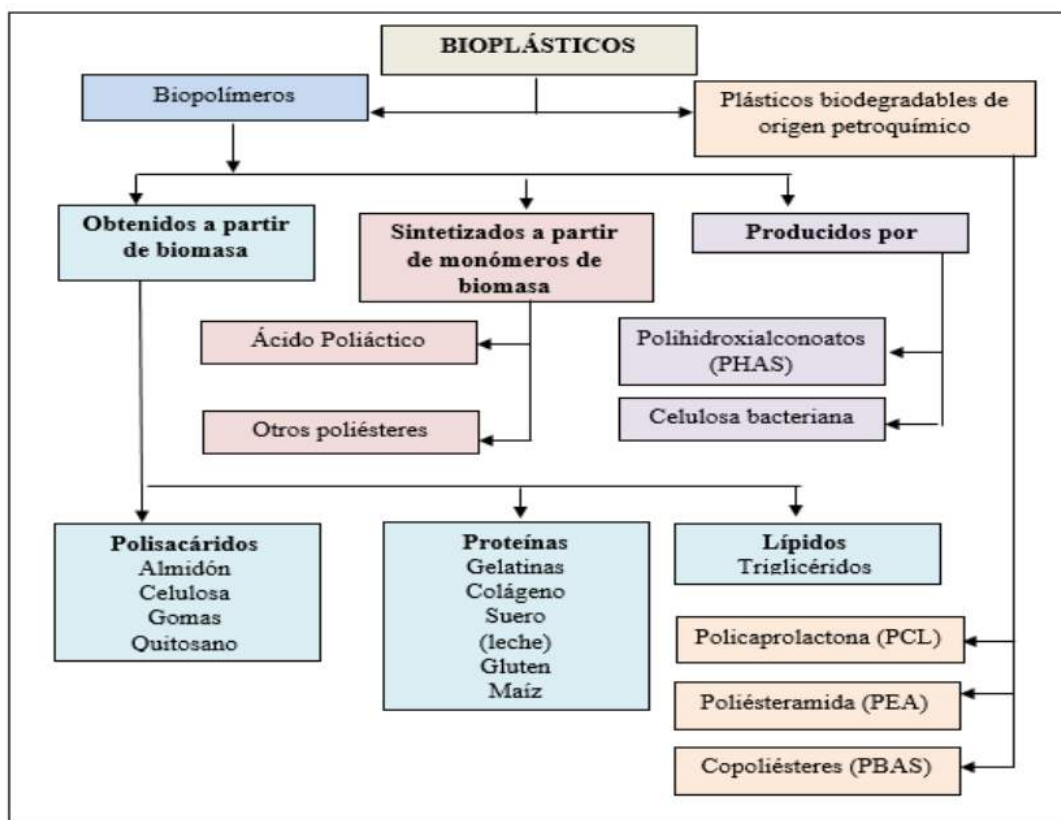 BIOPLÁSTICOS
Biopolímeros
Plásticos biodegradables de
origen petroquímico
Obtenidos a partir
de biomasa
Sintetizados a partir
de monómeros de
biomasa
Producidos por
Ácido Poliáctico
Otros poliésteres
Polihidroxialconoatos
(PHAS)
Celulosa bacteriana
Polisacáridos
Almidón
Celulosa
Gomas
Quitosano
Proteínas
Gelatinas
Colágeno
Suero
(leche)
Gluten
Maíz
Lípidos
Triglicéridos
Policaprolactona (PCL)
Poliésteramida (PEA)
Copoliésteres (PBAS)